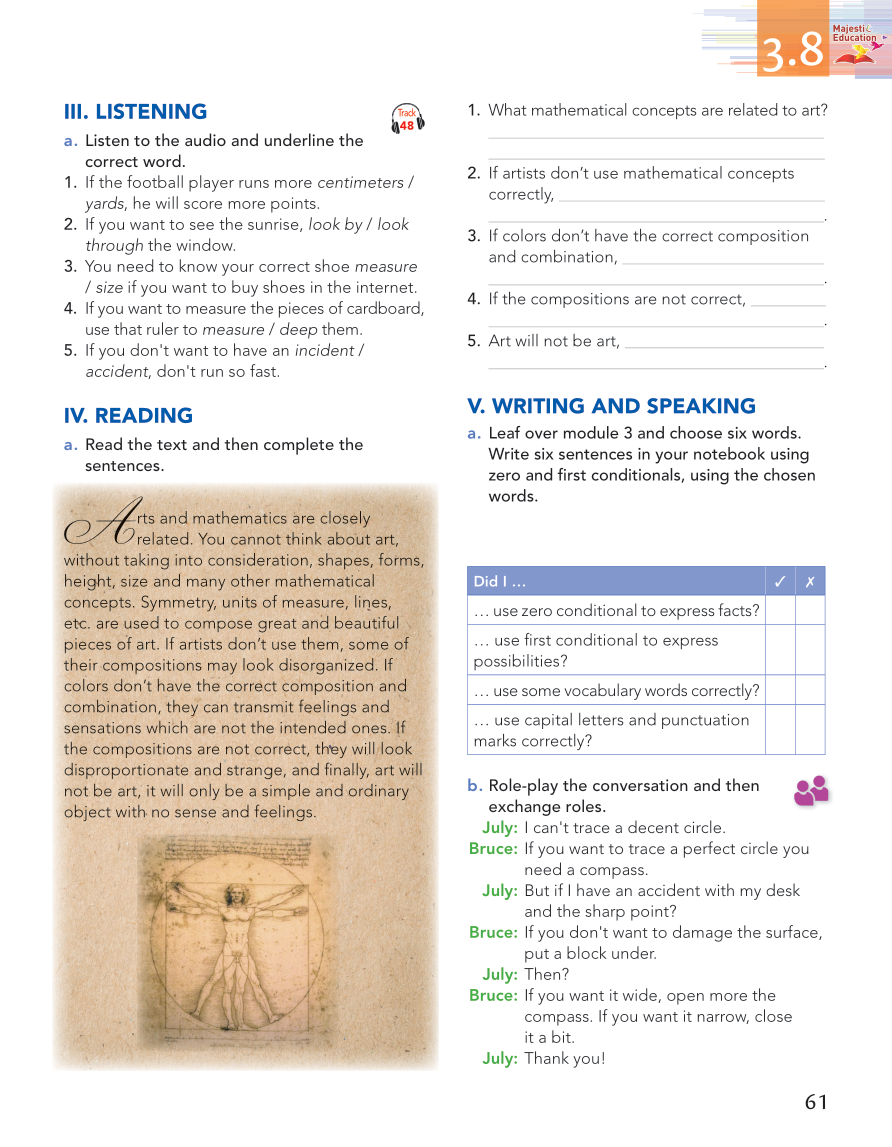 3.8
Majestic
Education
III. LISTENING
Track
48
a. Listen to the audio and underline the
correct word.
1. If the football player runs more centimeters /
yards, he will score more points.
2. If you want to see the sunrise, look by / look
through the window.
3. You need to know your correct shoe measure
/ size if you want to buy shoes in the internet.
4. If you want to measure the pieces of cardboard,
use that ruler to measure / deep them.
5. If you don't want to have an incident /
accident, don't run so fast.
IV. READING
a. Read the text and then complete the
sentences.
Arts and mathematics are closely
related. You cannot think about art,
without taking into consideration, shapes, forms,
height, size and many other mathematical
concepts. Symmetry, units of measure, lines,
etc. are used to compose great and beautiful
pieces of art. If artists don’t use them, some of
their compositions may look disorganized. If
colors don’t have the correct composition and
combination, they can transmit feelings and
sensations which are not the intended ones. If
the compositions are not correct, they will look
disproportionate and strange, and finally, art will
not be art, it will only be a simple and ordinary
object with no sense and feelings.
1. What mathematical concepts are related to art?
2. If artists don’t use mathematical concepts
correctly,
.
3. If colors don’t have the correct composition
and combination,
.
4. If the compositions are not correct,
.
5. Art will not be art,
.
V. WRITING AND SPEAKING
a. Leaf over module 3 and choose six words.
Write six sentences in your notebook using
zero and first conditionals, using the chosen
words.
Did I ... ✓ ✗
... use zero conditional to express facts?
... use first conditional to express
possibilities?
... use some vocabulary words correctly?
... use capital letters and punctuation
marks correctly?
b. Role-play the conversation and then
exchange roles.
July: I can't trace a decent circle.
Bruce: If you want to trace a perfect circle you
need a compass.
July: But if I have an accident with my desk
and the sharp point?
Bruce: If you don't want to damage the surface,
put a block under.
July: Then?
Bruce: If you want it wide, open more the
compass. If you want it narrow, close
it a bit.
July: Thank you!
61